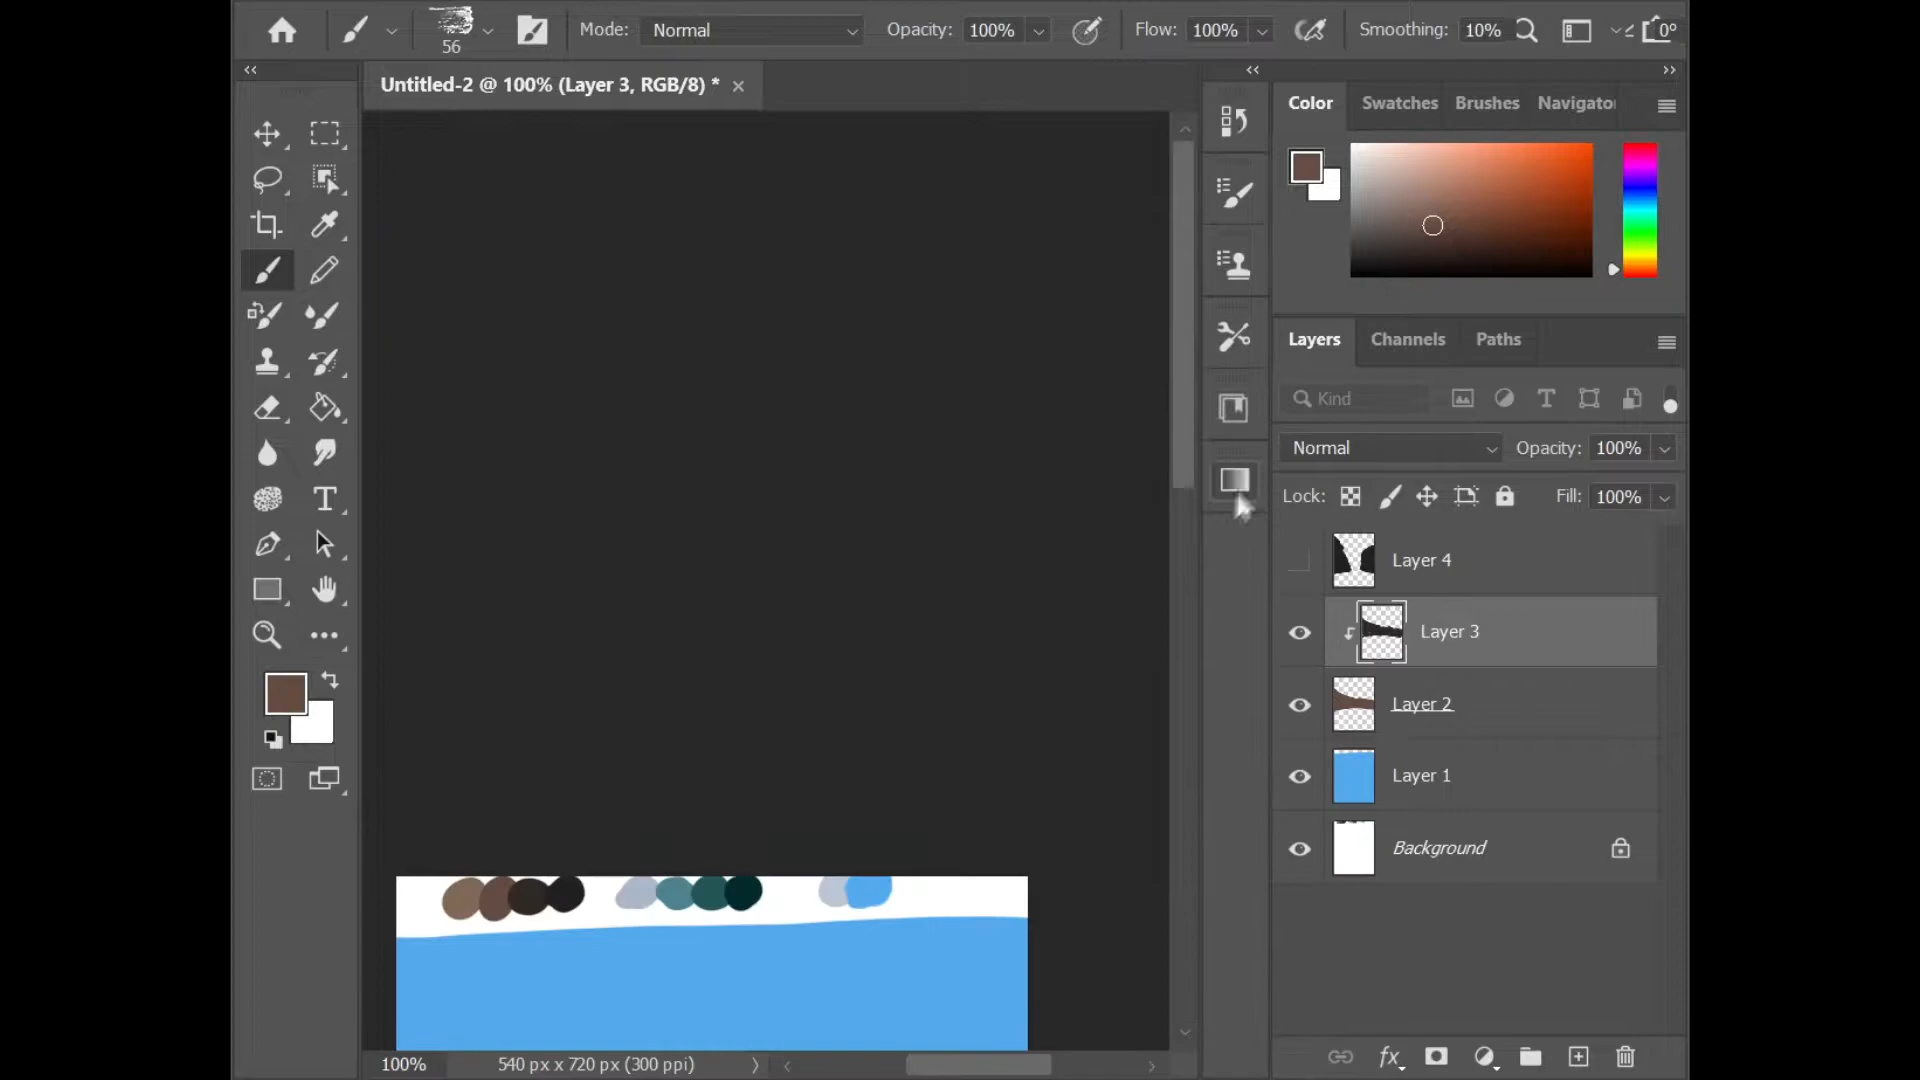 56
Mode: Normal
Opacity: 100%
Flow: 100%
Smoothing: 10%
0°
Untitled-2 @ 100% (Layer 3, RGB/8) *
Color
Swatches
Brushes
Navigator
Layers
Channels
Paths
Kind
Normal
Opacity: 100%
Lock:
Fill: 100%
Layer 4
Layer 3
Layer 2
Layer 1
Background
100%
540 px x 720 px (300 ppi)